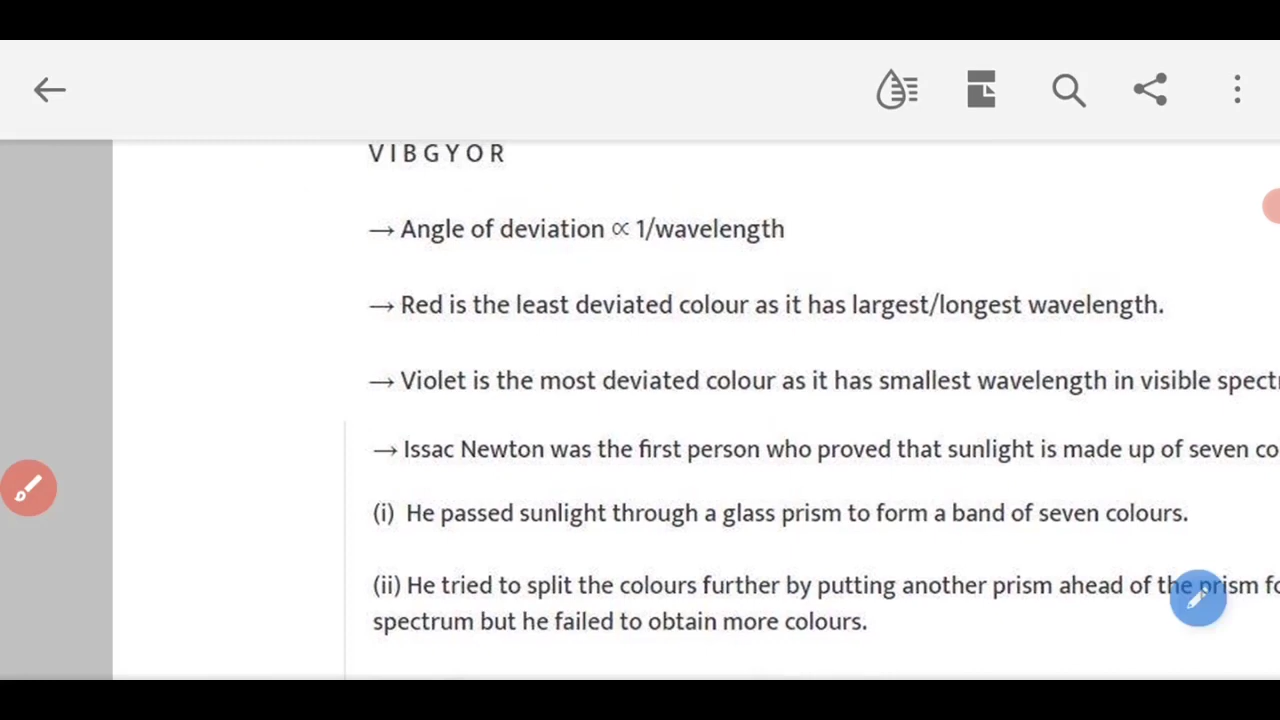 V I B G Y O R
→ Angle of deviation ∝ 1/wavelength
→ Red is the least deviated colour as it has largest/longest wavelength.
→ Violet is the most deviated colour as it has smallest wavelength in visible
→ Issac Newton was the first person who proved that sunlight is made up of seven
(i) He passed sunlight through a glass prism to form a band of seven colours.
(ii) He tried to split the colours further by putting another prism ahead of the prism
spectrum but he failed to obtain more colours.